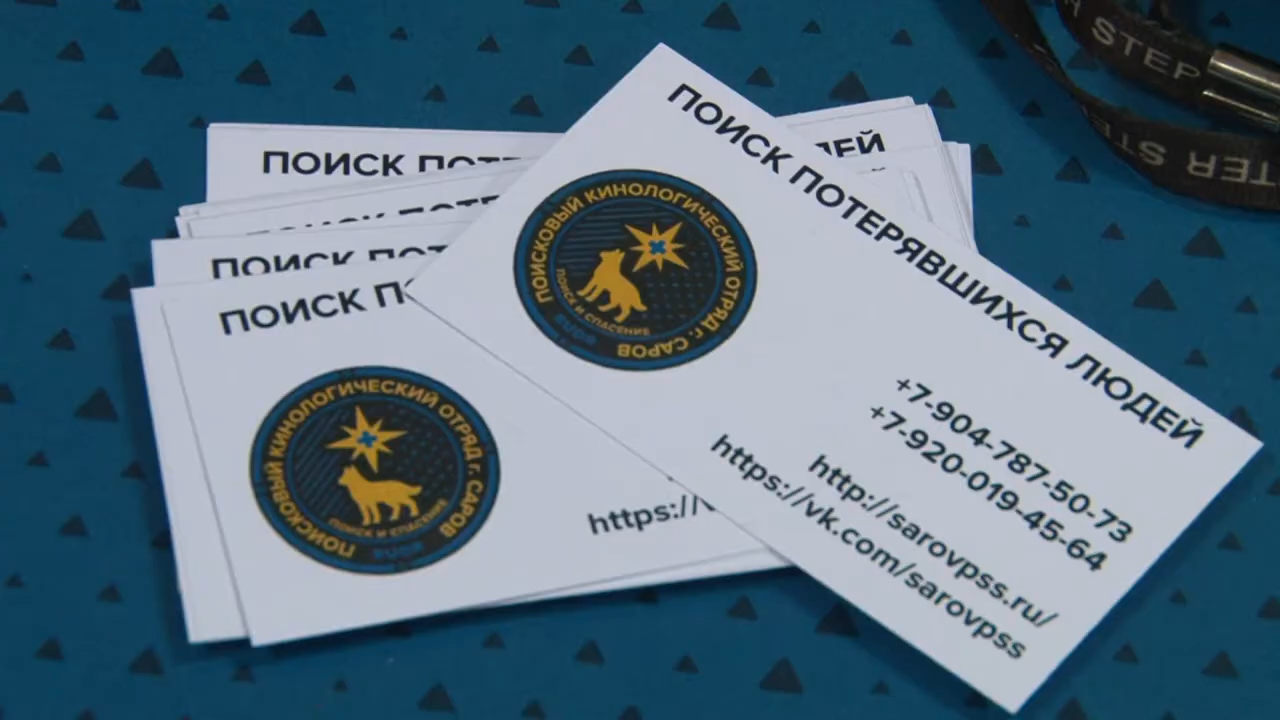 ПОИСК ПОТЕРЯВШИХСЯ ЛЮДЕЙ
ПОИСКОВЫЙ КИНОЛОГИЧЕСКИЙ ОТРЯД г. САРОВ
ПОИСК И СПАСЕНИЕ
+7-904-787-50-73
+7-920-019-45-64
http://sarovpss.ru/
https://vk.com/sarovpss
ПОИСК
ПОИСК
ПОИСК
ПОИСКОВЫЙ КИНОЛОГИЧЕСКИЙ ОТРЯД г. САРОВ
ПОИСК И СПАСЕНИЕ
https://
STEP